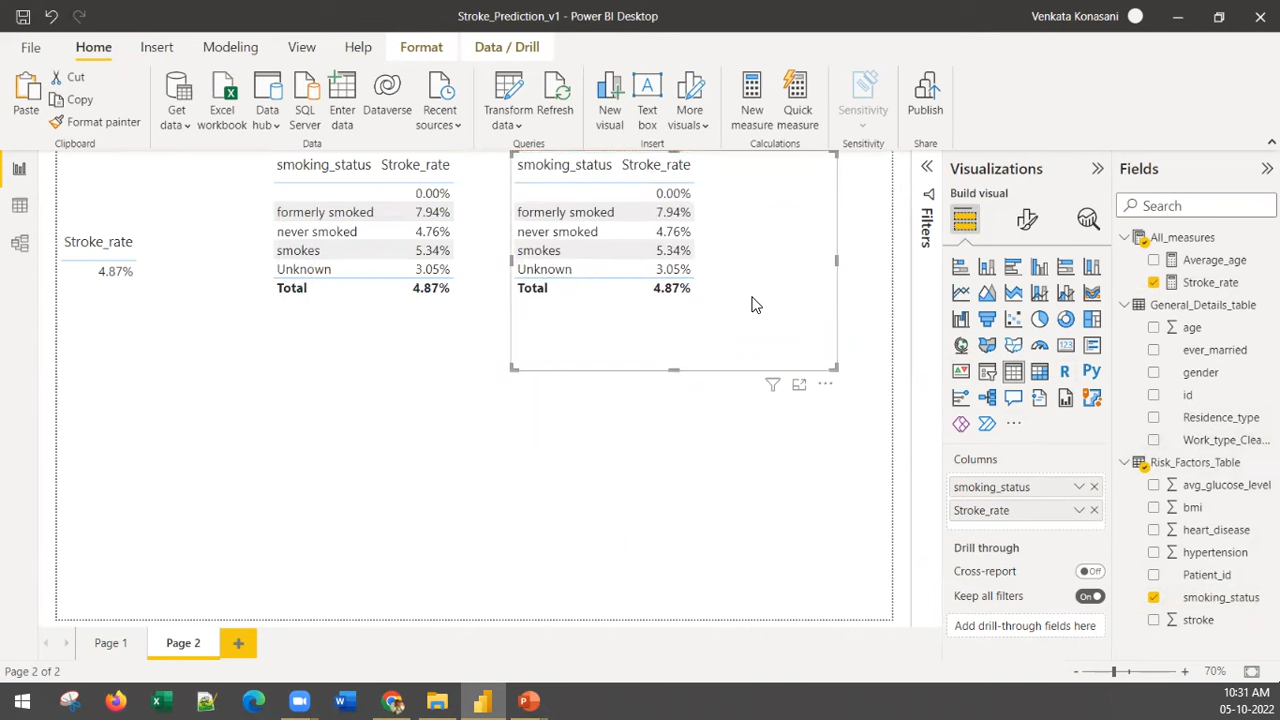 Stroke_Prediction_v1 - Power BI Desktop
Venkata Konasani
File Home Insert Modeling View Help Format Data / Drill
Paste
Cut
Copy
Format painter
Clipboard
Get data
Excel workbook
Data hub
SQL Server
Enter data
Dataverse
Recent sources
Data
Transform data
Refresh
Queries
New visual
Text box
More visuals
Insert
New measure
Quick measure
Calculations
Sensitivity
Sensitivity
Publish
Share
Stroke_rate
4.87%
smoking_status Stroke_rate
0.00%
formerly smoked 7.94%
never smoked 4.76%
smokes 5.34%
Unknown 3.05%
Total 4.87%
smoking_status Stroke_rate
0.00%
formerly smoked 7.94%
never smoked 4.76%
smokes 5.34%
Unknown 3.05%
Total 4.87%
Filters
Visualizations
Build visual
123
R
Py
Columns
smoking_status
Stroke_rate
Drill through
Cross-report Off
Keep all filters On
Add drill-through fields here
Fields
Search
All_measures
Average_age
Stroke_rate
General_Details_table
age
ever_married
gender
id
Residence_type
Work_type_Clea...
Risk_Factors_Table
avg_glucose_level
bmi
heart_disease
hypertension
Patient_id
smoking_status
stroke
Page 1
Page 2
Page 2 of 2
70%
10:31 AM
05-10-2022